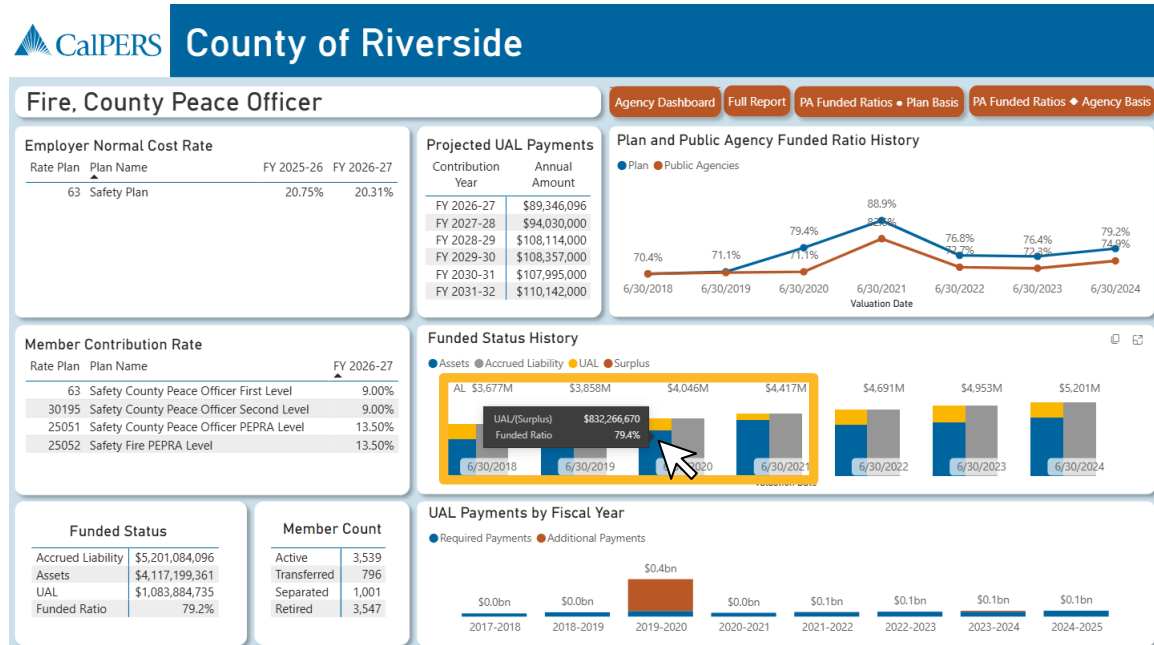 CalPERS
County of Riverside
Fire, County Peace Officer
Agency Dashboard
Full Report
PA Funded Ratios ● Plan Basis
PA Funded Ratios ◆ Agency Basis
Employer Normal Cost Rate
Rate Plan Plan Name FY 2025-26 FY 2026-27
63 Safety Plan 20.75% 20.31%
Projected UAL Payments
Contribution Year Annual Amount
FY 2026-27 $89,346,096
FY 2027-28 $94,030,000
FY 2028-29 $108,114,000
FY 2029-30 $108,357,000
FY 2030-31 $107,995,000
FY 2031-32 $110,142,000
Plan and Public Agency Funded Ratio History
Plan Public Agencies
88.9%
79.4% 76.8% 76.4% 79.2%
70.4% 71.1% 71.1% 72.7% 72.3% 74.9%
6/30/2018 6/30/2019 6/30/2020 6/30/2021 6/30/2022 6/30/2023 6/30/2024
Valuation Date
Member Contribution Rate
Rate Plan Plan Name FY 2026-27
63 Safety County Peace Officer First Level 9.00%
30195 Safety County Peace Officer Second Level 9.00%
25051 Safety County Peace Officer PEPRA Level 13.50%
25052 Safety Fire PEPRA Level 13.50%
Funded Status History
Assets Accrued Liability UAL Surplus
AL $3,677M $3,858M $4,046M $4,417M $4,691M $4,953M $5,201M
UAL/(Surplus) $832,266,670
Funded Ratio 79.4%
6/30/2018 6/30/2019 2020 6/30/2021 6/30/2022 6/30/2023 6/30/2024
Valuation Date
Funded Status
Accrued Liability $5,201,084,096
Assets $4,117,199,361
UAL $1,083,884,735
Funded Ratio 79.2%
Member Count
Active 3,539
Transferred 796
Separated 1,001
Retired 3,547
UAL Payments by Fiscal Year
Required Payments Additional Payments
$0.0bn $0.0bn $0.4bn $0.0bn $0.1bn $0.1bn $0.1bn $0.1bn
2017-2018 2018-2019 2019-2020 2020-2021 2021-2022 2022-2023 2023-2024 2024-2025